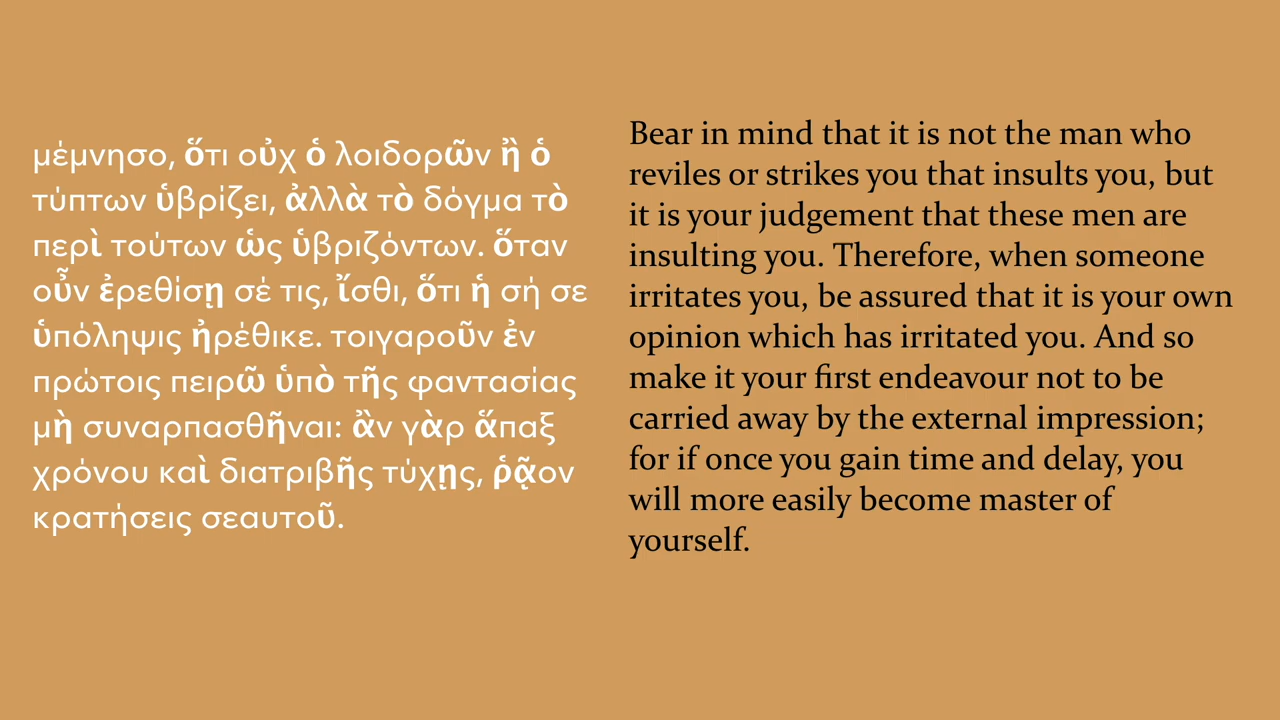 μέμνησο, ὅτι οὐχ ὁ λοιδορῶν ἢ ὁ
τύπτων ὑβρίζει, ἀλλὰ τὸ δόγμα τὸ
περὶ τούτων ὡς ὑβριζόντων. ὅταν
οὖν ἐρεθίσῃ σέ τις, ἴσθι, ὅτι ἡ σή σε
ὑπόληψις ἠρέθικε. τοιγαροῦν ἐν
πρώτοις πειρῶ ὑπὸ τῆς φαντασίας
μὴ συναρπασθῆναι: ἂν γὰρ ἅπαξ
χρόνου καὶ διατριβῆς τύχῃς, ῥᾷον
κρατήσεις σεαυτοῦ.
Bear in mind that it is not the man who
reviles or strikes you that insults you, but
it is your judgement that these men are
insulting you. Therefore, when someone
irritates you, be assured that it is your own
opinion which has irritated you. And so
make it your first endeavour not to be
carried away by the external impression;
for if once you gain time and delay, you
will more easily become master of
yourself.